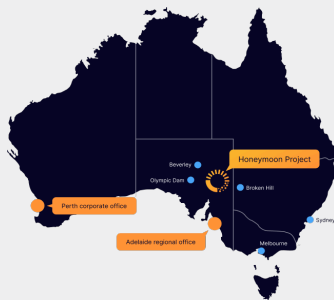 Honeymoon Project
Beverley
Olympic Dam
Broken Hill
Perth corporate office
Sydney
Adelaide regional office
Melbourne